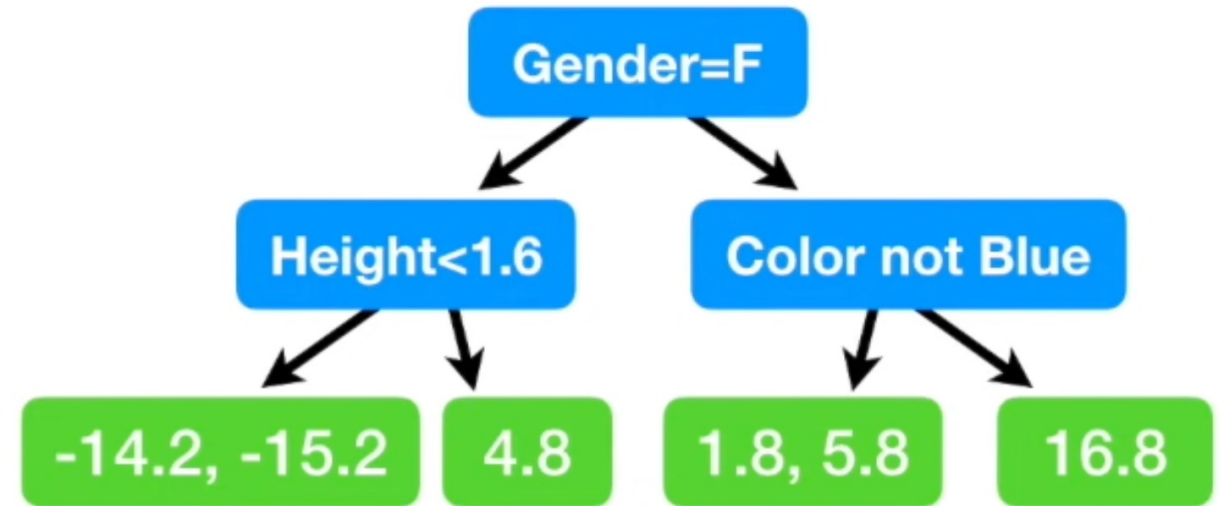 Gender=F
Height<1.6
Color not Blue
-14.2, -15.2
4.8
1.8, 5.8
16.8